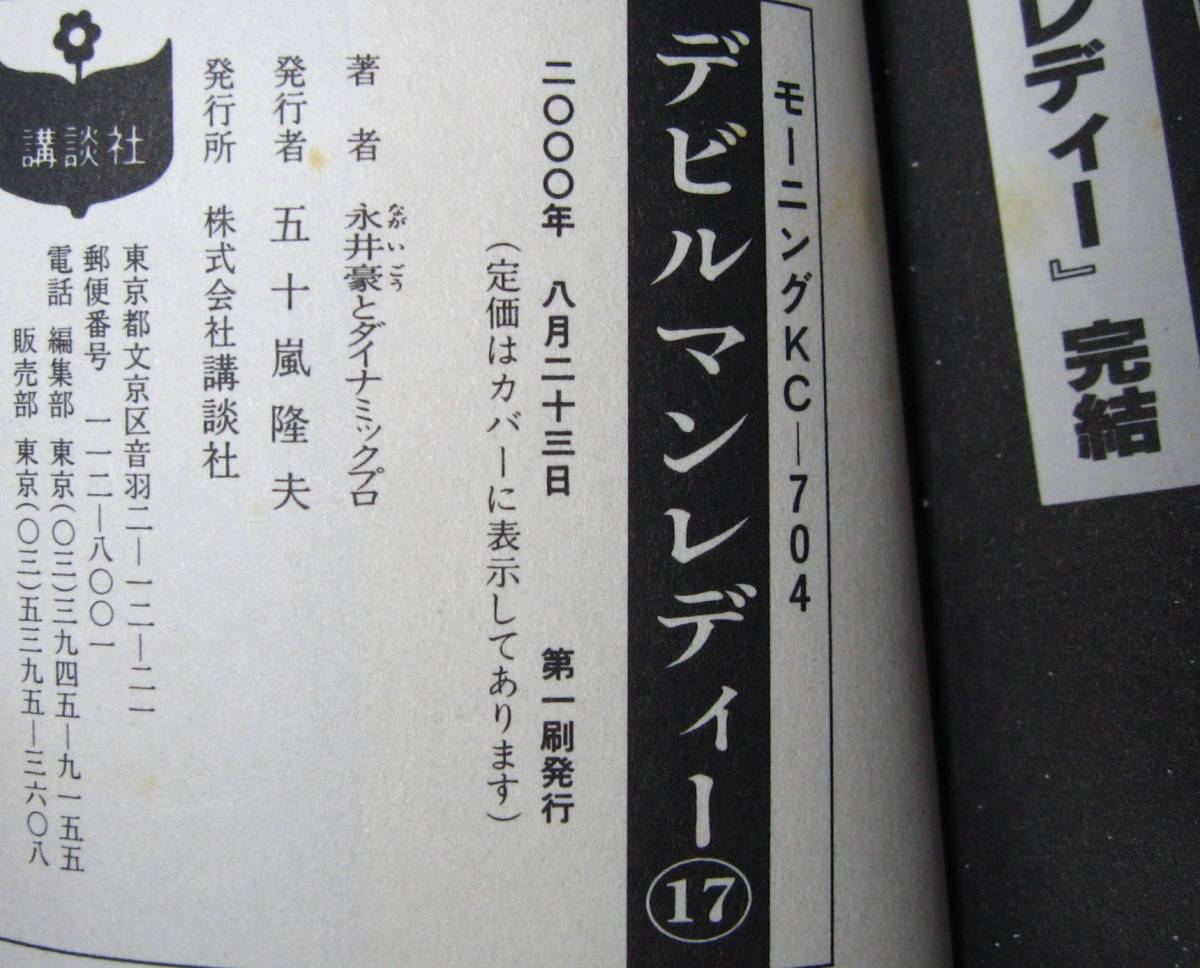 レディー』完結
モーニングKC—704
デビルマンレディー⑰
二〇〇〇年 八月二十三日 第一刷発行
(定価はカバーに表示してあります)
著者 永井豪とダイナミックプロ
ながいごう
発行者 五十嵐隆夫
発行所 株式会社講談社
東京都文京区音羽二—一二—二一
郵便番号 一一二—八〇〇一
電話 編集部 東京(〇三)三九四五—九一五五
販売部 東京(〇三)五三九五—三六〇八
講談社